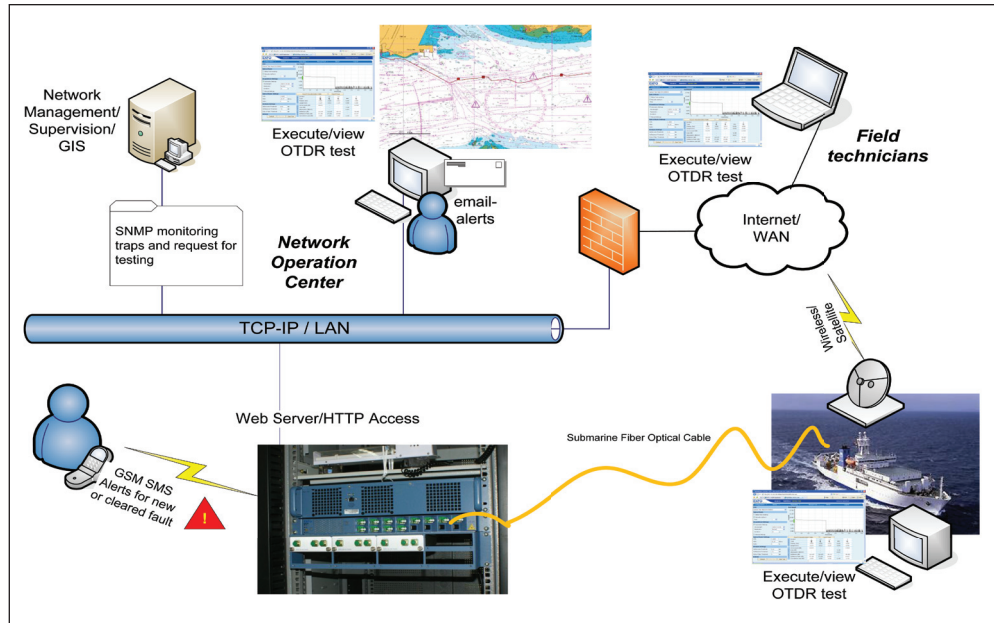 Network
Management/
Supervision/
GIS
Execute/view
OTDR test
email-
alerts
Execute/view
OTDR test
Field
technicians
Internet/
WAN
SNMP monitoring
traps and request for
testing
Network
Operation
Center
TCP-IP / LAN
Wireless/
Satellite
Web Server/HTTP Access
GSM SMS
Alerts for new
or cleared fault
!
Submarine Fiber Optical Cable
Execute/view
OTDR test